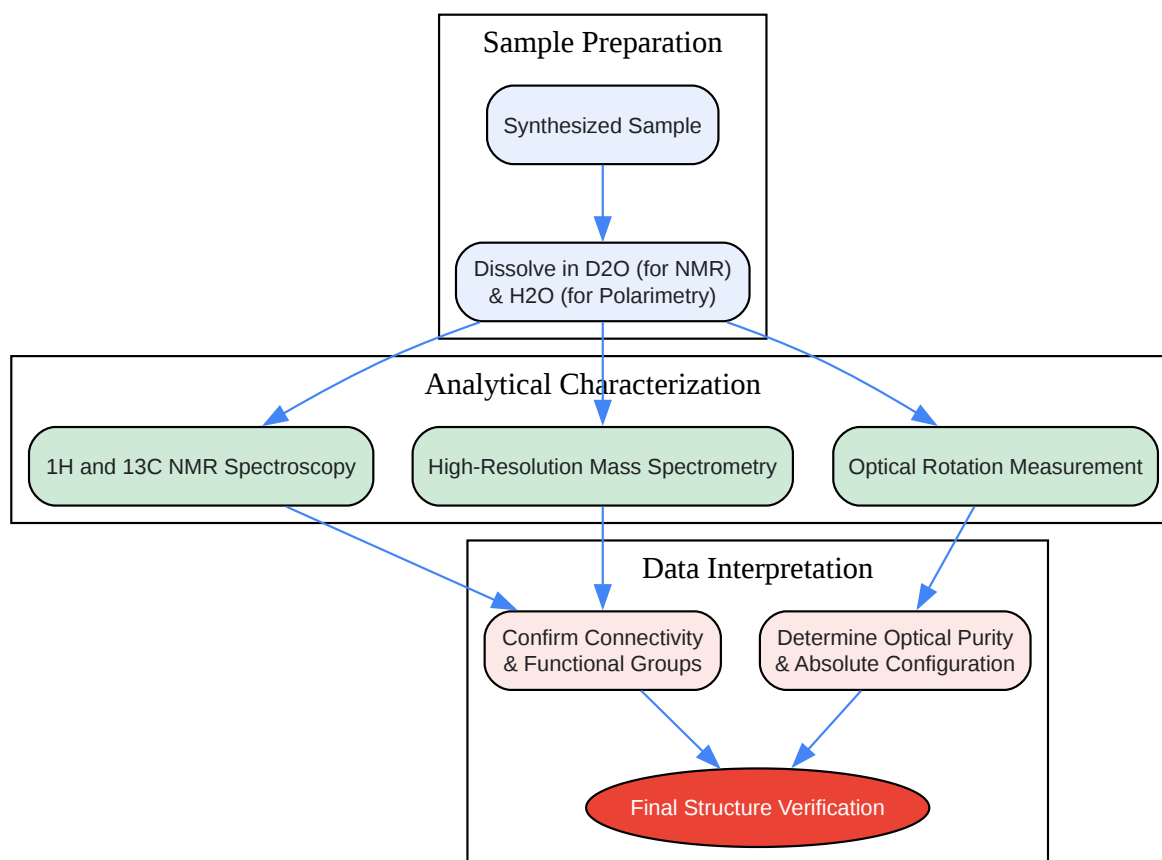 Sample Preparation
Synthesized Sample
Dissolve in D2O (for NMR)
& H2O (for Polarimetry)
Analytical Characterization
1H and 13C NMR Spectroscopy
High-Resolution Mass Spectrometry
Optical Rotation Measurement
Data Interpretation
Confirm Connectivity
& Functional Groups
Determine Optical Purity
& Absolute Configuration
Final Structure Verification